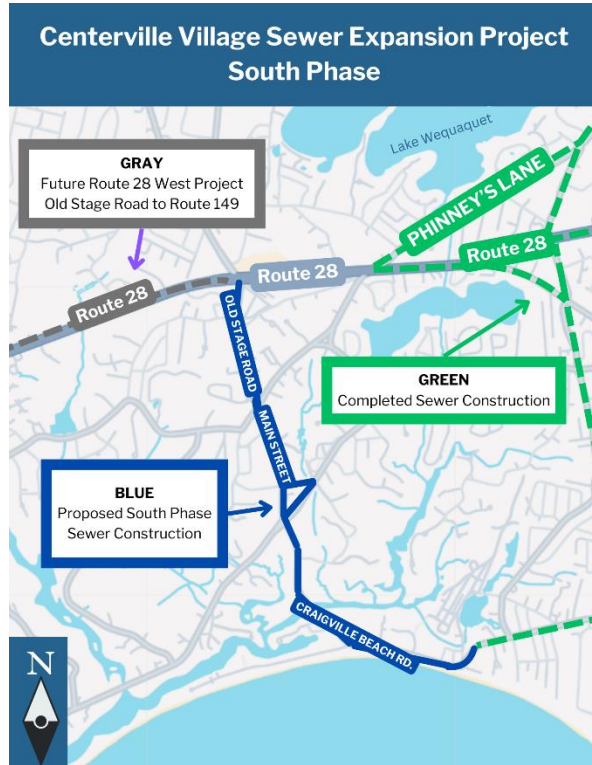 Centerville Village Sewer Expansion Project
South Phase
Lake Wequaquet
GRAY
Future Route 28 West Project
Old Stage Road to Route 149
PHINNEY'S LANE
Route 28
Route 28
Route 28
OLD STAGE ROAD
GREEN
Completed Sewer Construction
MAIN STREET
BLUE
Proposed South Phase
Sewer Construction
CRAIGVILLE BEACH RD.
N